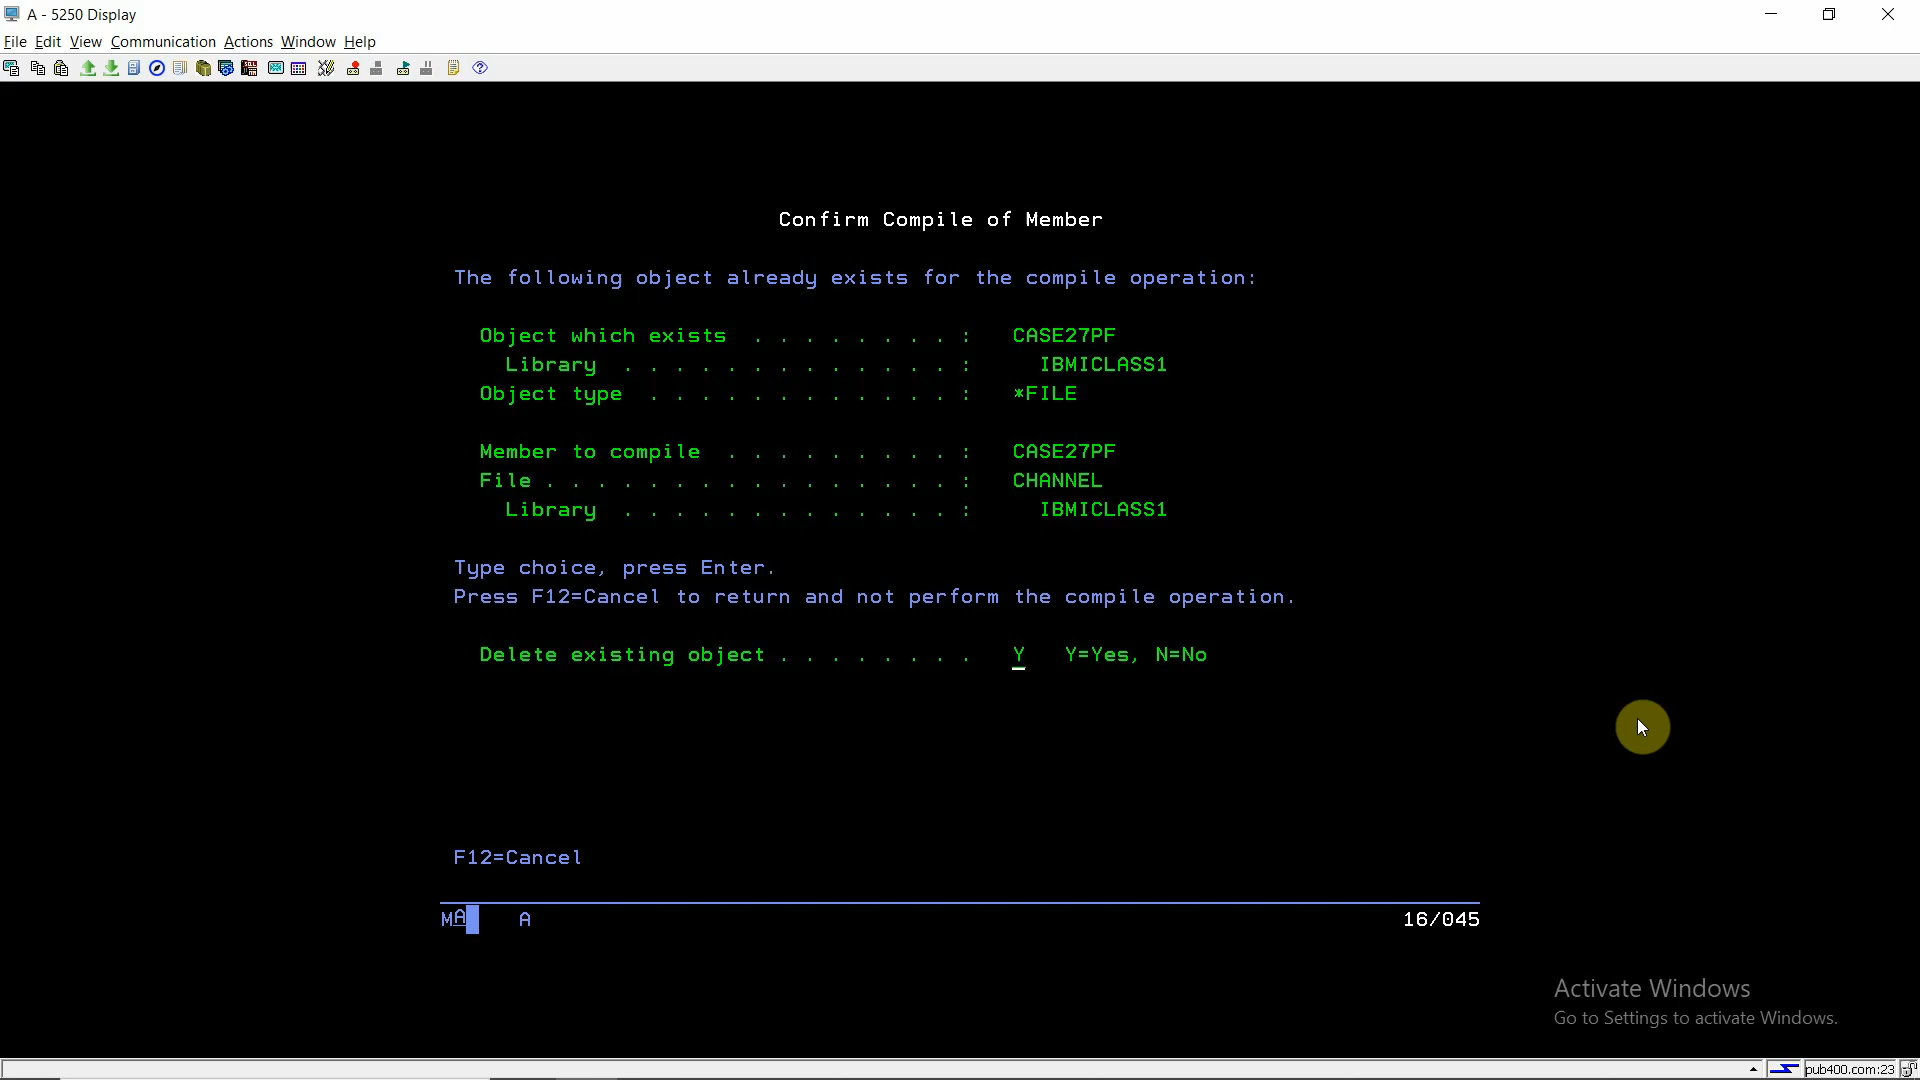 A - 5250 Display
File Edit View Communication Actions Window Help
Confirm Compile of Member
The following object already exists for the compile operation:
Object which exists . . . . . . . . : CASE27PF
Library . . . . . . . . . . . . . : IBMICLASS1
Object type . . . . . . . . . . . . : *FILE
Member to compile . . . . . . . . . : CASE27PF
File . . . . . . . . . . . . . . . . : CHANNEL
Library . . . . . . . . . . . . . : IBMICLASS1
Type choice, press Enter.
Press F12=Cancel to return and not perform the compile operation.
Delete existing object . . . . . . . . Y Y=Yes, N=No
F12=Cancel
MA A 16/045
Activate Windows
Go to Settings to activate Windows.
pub400.com:23